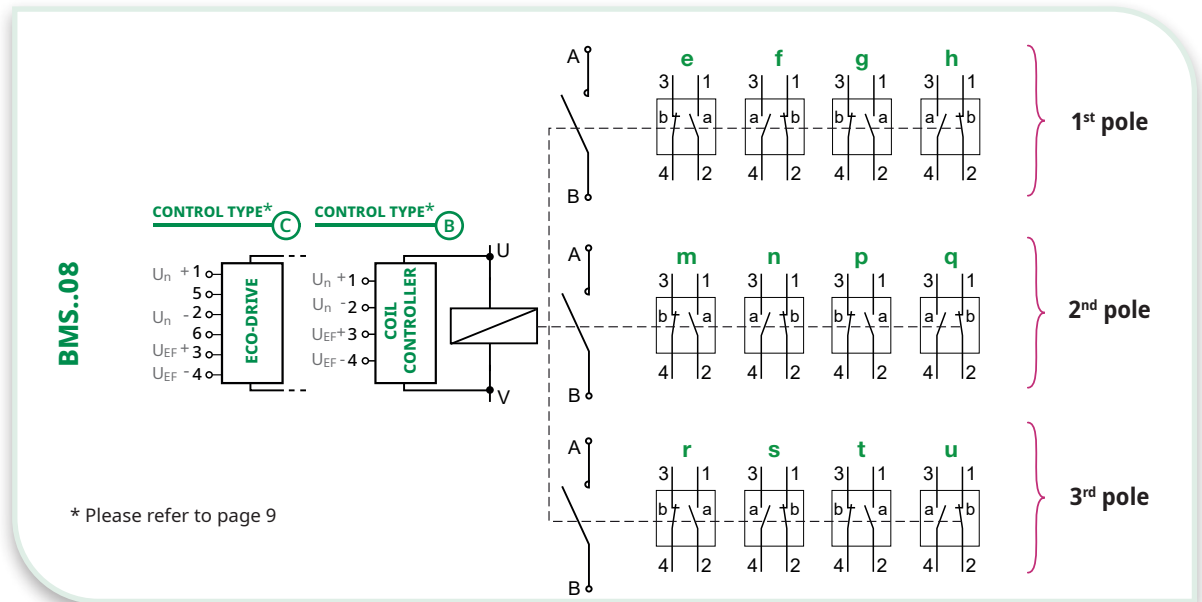 BMS..08
CONTROL TYPE* C
CONTROL TYPE* B
Un + 1
5
Un - 2
6
UEF + 3
UEF - 4
ECO-DRIVE
Un + 1
Un - 2
UEF + 3
UEF - 4
COIL
CONTROLLER
U
V
A
B
e f g h
3 1 3 1 3 1 3 1
b a a b b a a b
4 2 4 2 4 2 4 2
1st pole
A
B
m n p q
3 1 3 1 3 1 3 1
b a a b b a a b
4 2 4 2 4 2 4 2
2nd pole
A
B
r s t u
3 1 3 1 3 1 3 1
b a a b b a a b
4 2 4 2 4 2 4 2
3rd pole
* Please refer to page 9